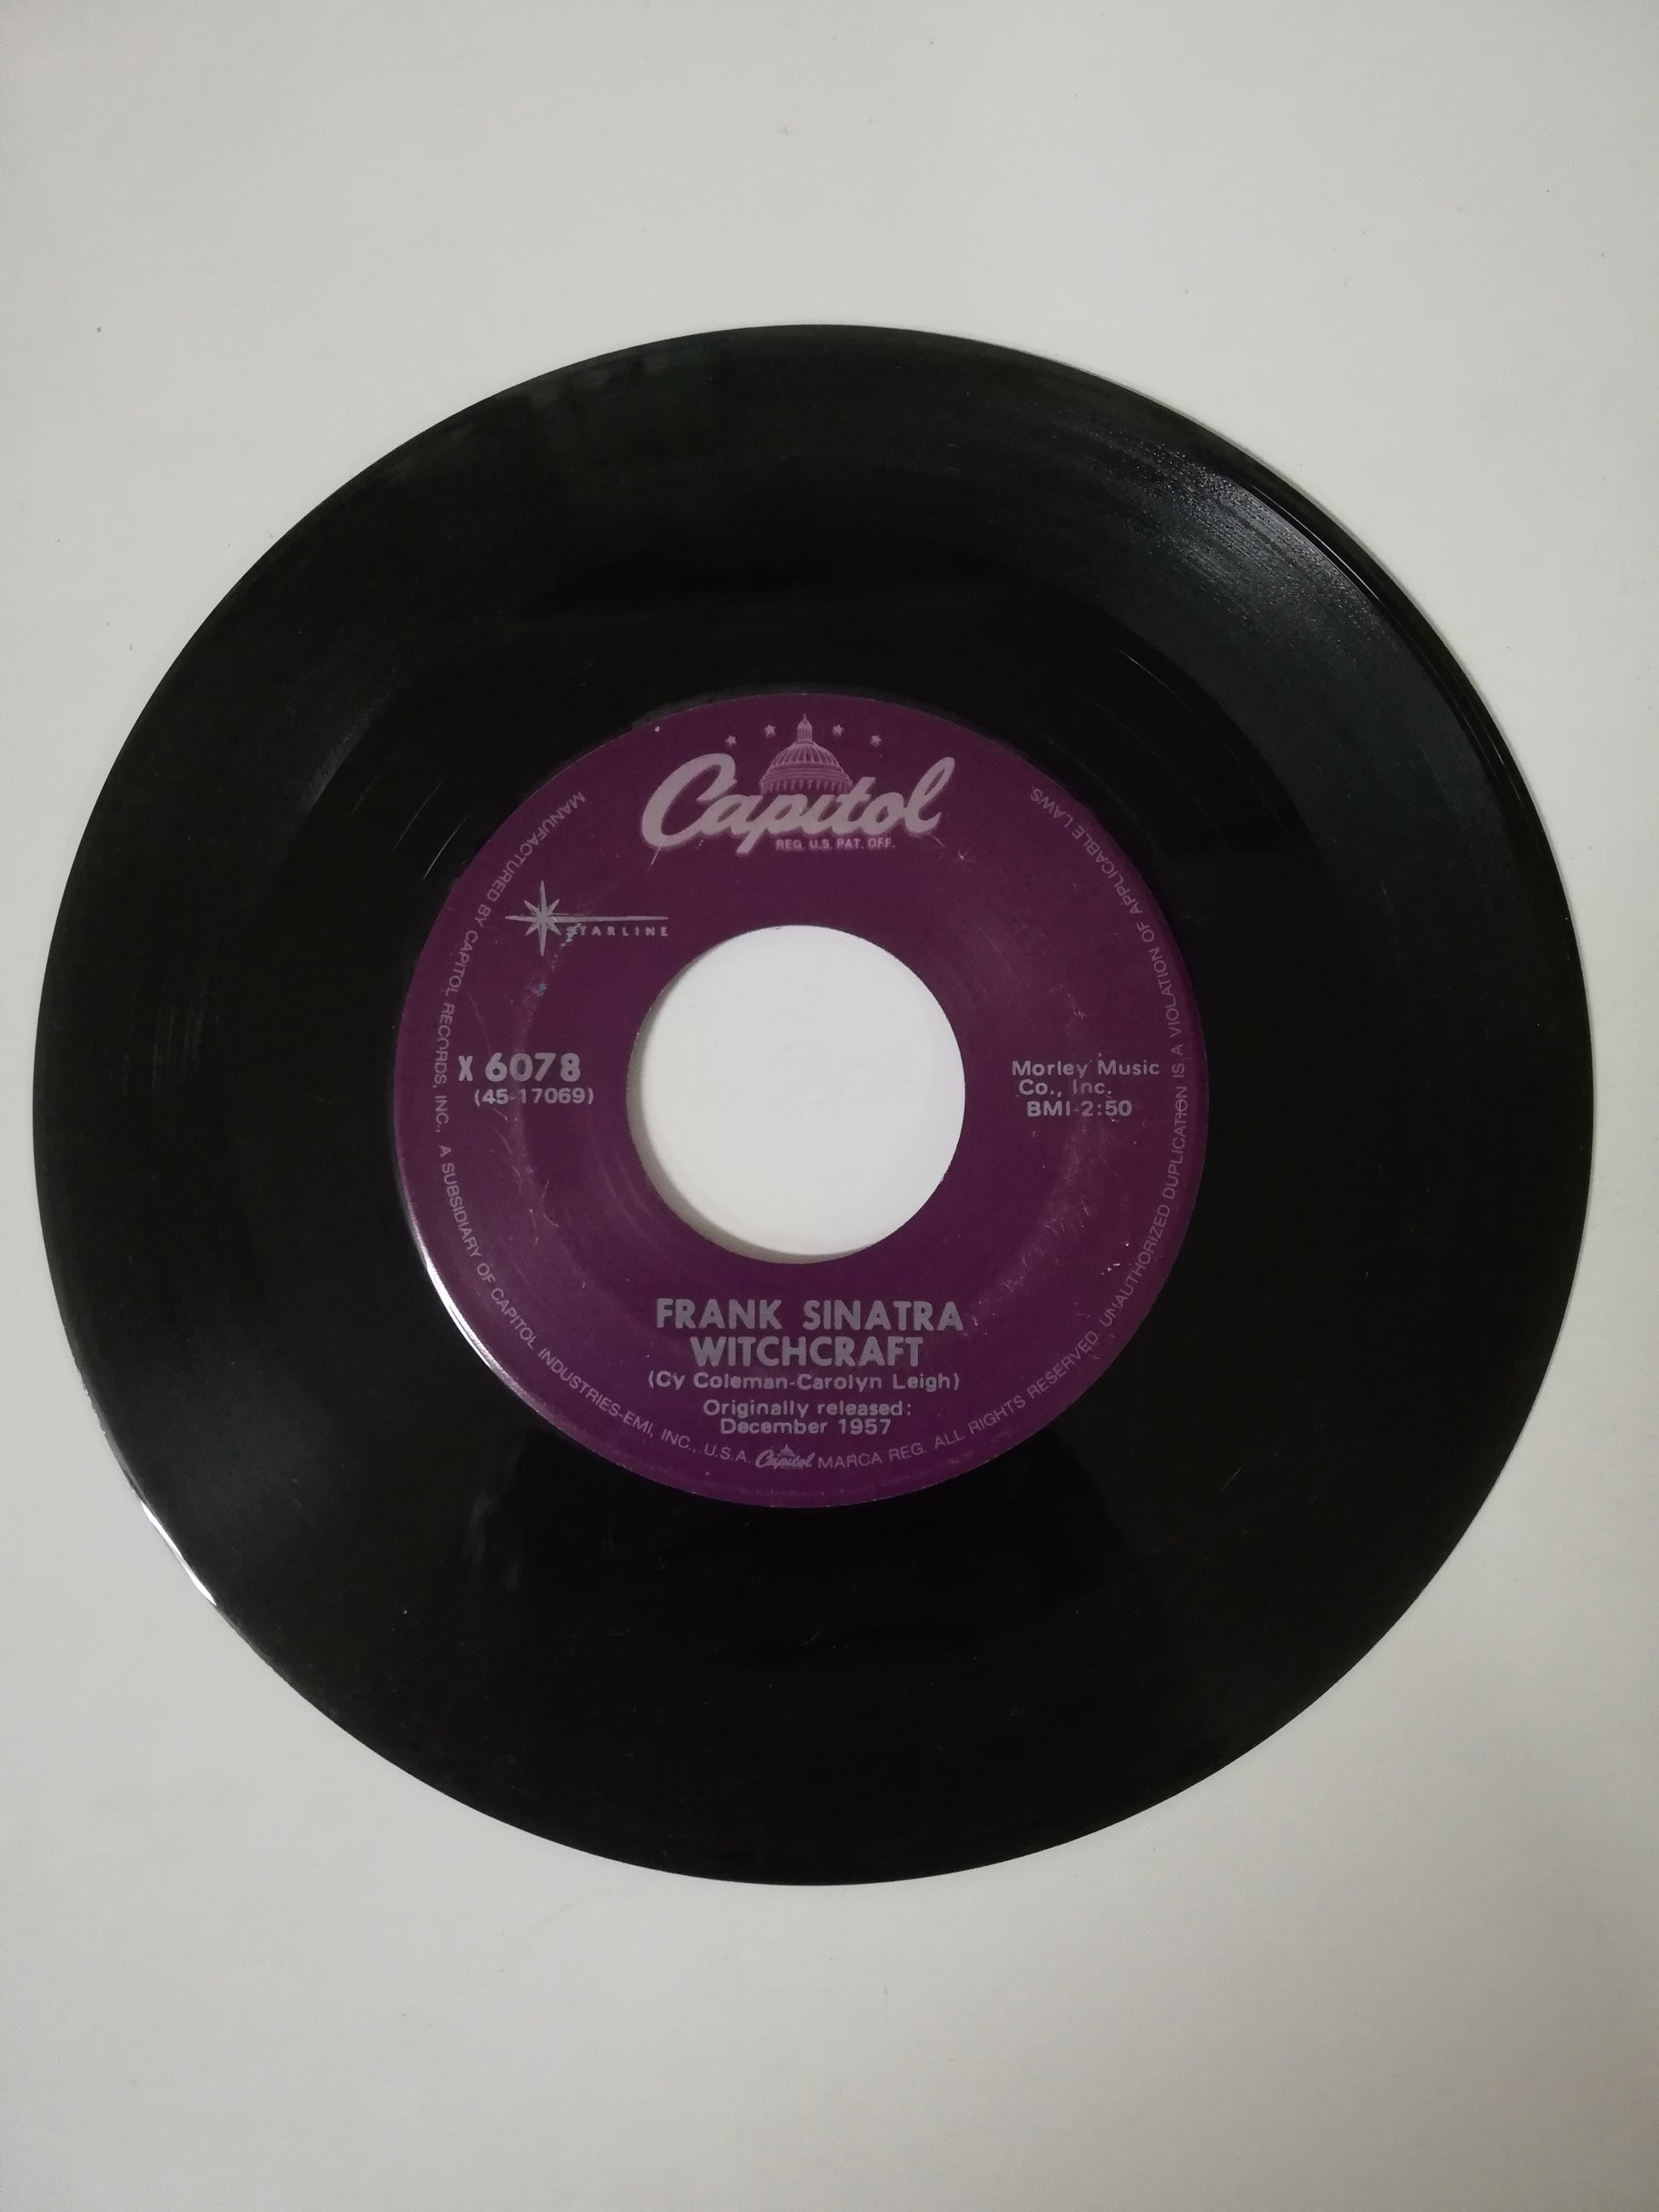 Capitol
REG. U.S. PAT. OFF.
STARLINE
X 6078
(45-17069)
Morley Music
Co., Inc.
BMI-2:50
FRANK SINATRA
WITCHCRAFT
(Cy Coleman-Carolyn Leigh)
Originally released:
December 1957
MANUFACTURED BY CAPITOL RECORDS, INC., A SUBSIDIARY OF CAPITOL INDUSTRIES-EMI, INC., U.S.A. Capitol MARCA REG. ALL RIGHTS RESERVED. UNAUTHORIZED DUPLICATION IS A VIOLATION OF APPLICABLE LAWS.